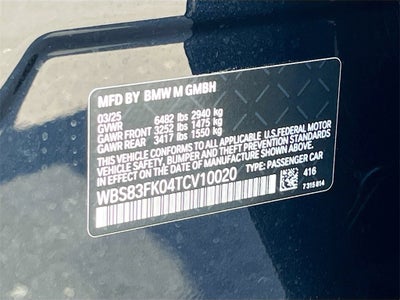 MFD BY BMW M GMBH
03/25
GVWR 6482 lbs 2940 kg
GAWR FRONT 3252 lbs 1475 kg
GAWR REAR 3417 lbs 1550 kg
THIS VEHICLE CONFORMS TO ALL APPLICABLE U.S. FEDERAL MOTOR
VEHICLE SAFETY, BUMPER, AND THEFT PREVENTION STANDARDS IN
EFFECT ON THE DATE OF MANUFACTURE SHOWN ABOVE.
WBS83FK04TCV10020 TYPE: PASSENGER CAR
416
7 315 814